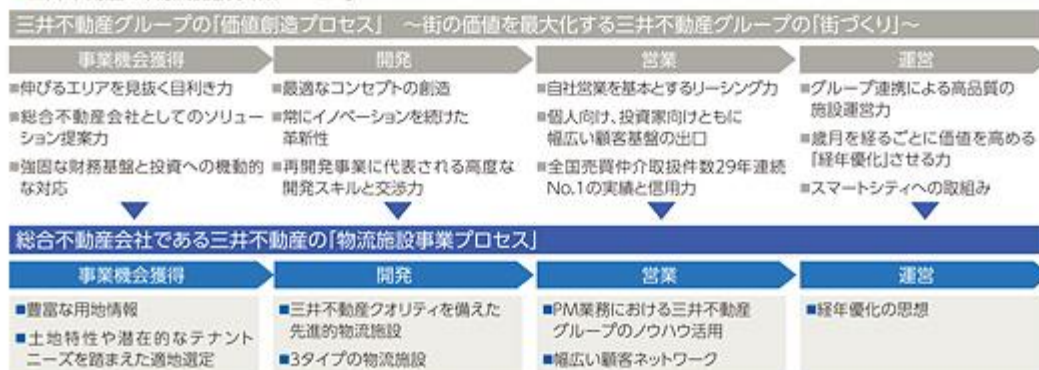 三井不動産グループの「価値創造プロセス」 ～街の価値を最大化する三井不動産グループの「街づくり」～
事業機会獲得
■伸びるエリアを見抜く目利き力
■総合不動産会社としてのソリュー
ション提案力
■強固な財務基盤と投資への機動的
な対応
開発
■最適なコンセプトの創造
■常にイノベーションを続けた
革新性
■再開発事業に代表される高度な
開発スキルと交渉力
営業
■自社営業を基本とするリーシング力
■個人向け、投資家向けともに
幅広い顧客基盤の出口
■全国売買仲介取扱件数29年連続
No.1の実績と信用力
運営
■グループ連携による高品質の
施設運営力
■歳月を経るごとに価値を高める
「経年優化」させる力
■スマートシティへの取組み
総合不動産会社である三井不動産の「物流施設事業プロセス」
事業機会獲得
■豊富な用地情報
■土地特性や潜在的なテナント
ニーズを踏まえた適地選定
開発
■三井不動産クオリティを備えた
先進的物流施設
■3タイプの物流施設
営業
■PM業務における三井不動産
グループのノウハウ活用
■幅広い顧客ネットワーク
運営
■経年優化の思想